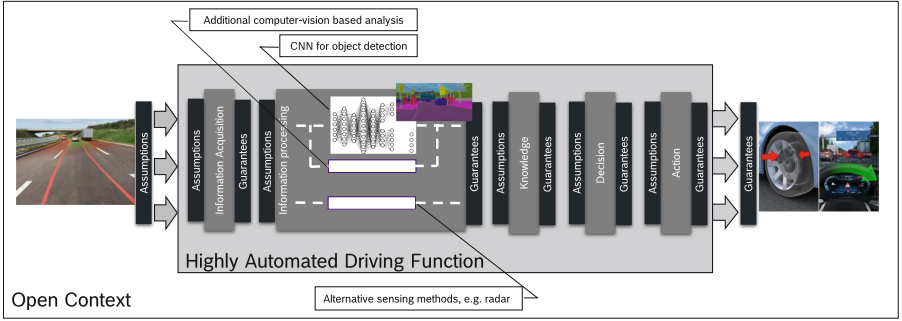 Additional computer-vision based analysis
CNN for object detection
Assumptions
Assumptions
Information Acquisition
Guarantees
Assumptions
Information processing
Guarantees
Assumptions
Knowledge
Guarantees
Assumptions
Decision
Guarantees
Assumptions
Action
Guarantees
Guarantees
Highly Automated Driving Function
Alternative sensing methods, e.g. radar
Open Context